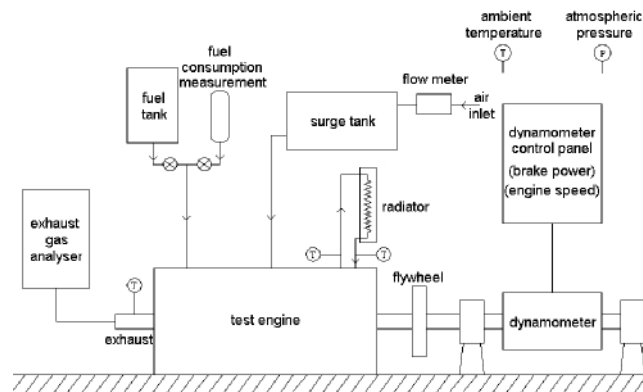 ambient
temperature
atmospheric
pressure
T
P
fuel
consumption
measurement
flow meter
air
inlet
fuel
tank
surge tank
dynamometer
control panel
(brake power)
(engine speed)
exhaust
gas
analyser
radiator
T
T
T
flywheel
test engine
dynamometer
exhaust